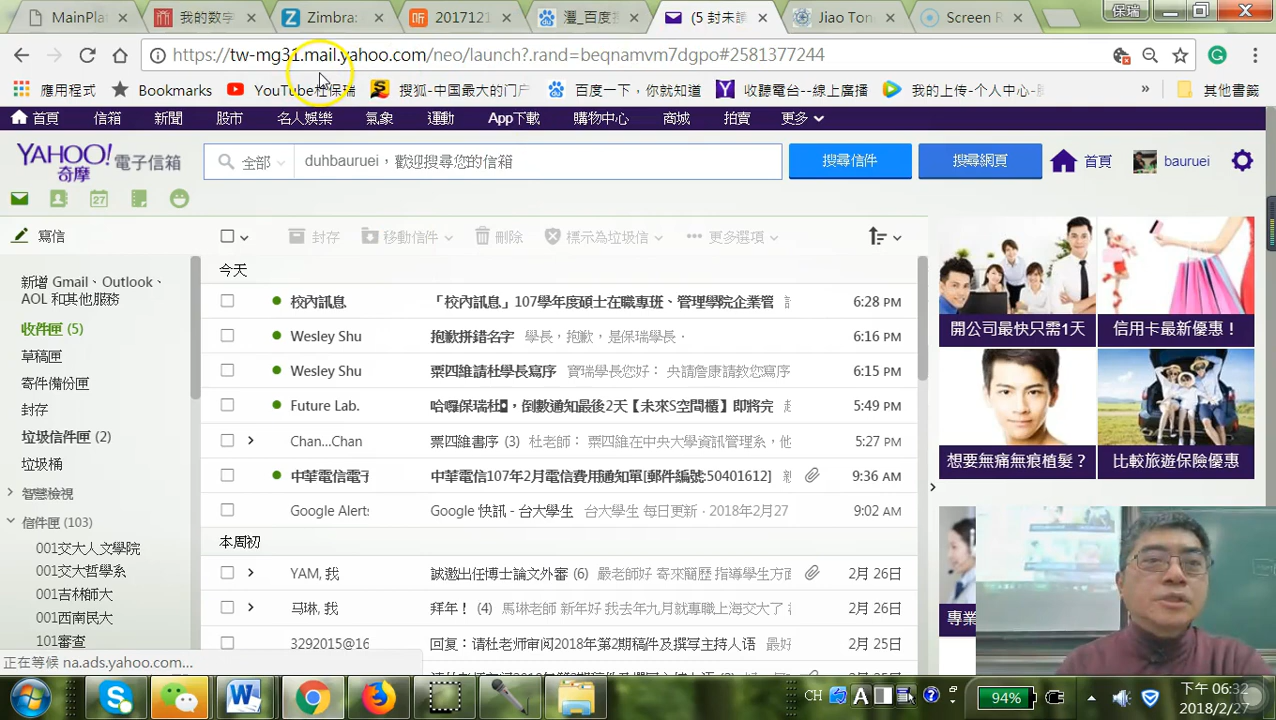 MainPla
我的数字
Zimbra:
2017121
灃_百度
(5 封未讀
Jiao Ton
Screen R
保瑞
https://tw-mg31.mail.yahoo.com/neo/launch?.rand=beqnamvm7dgpo#2581377244
應用程式
Bookmarks
YouTube杜保瑞
搜狐-中国最大的门户
百度一下，你就知道
收聽電台--線上廣播
我的上传-个人中心-
»
其他書籤
首頁 信箱 新聞 股市 名人娛樂 氣象 運動 App下載 購物中心 商城 拍賣 更多
YAHOO! 電子信箱
奇摩
全部
duhbauruei，歡迎搜尋您的信箱
搜尋信件
搜尋網頁
首頁
bauruei
27
寫信
封存 移動信件 刪除 標示為垃圾信 更多選項
新增 Gmail、Outlook、
AOL 和其他服務
收件匣 (5)
草稿匣
寄件備份匣
封存
垃圾信件匣 (2)
垃圾桶
智慧檢視
信件匣 (103)
001交大人文學院
001交大哲學系
001吉林師大
001西南民大
101審查
今天
校內訊息 「校內訊息」107學年度碩士在職專班、管理學院企業管 6:28 PM
Wesley Shu 抱歉拼錯名字 學長，抱歉，是保瑞學長． 6:16 PM
Wesley Shu 栗四維請杜學長寫序 寶瑞學長您好： 央請詹康請教您寫序 6:15 PM
Future Lab. 哈囉保瑞杜，倒數通知最後2天【未來S空間櫃】即將完 5:49 PM
Chan...Chan 栗四維書序 (3) 杜老師： 栗四維在中央大學資訊管理系，他 5:27 PM
中華電信電子 中華電信107年2月電信費用通知單[郵件編號:50401612] 9:36 AM
Google Alerts Google 快訊 - 台大學生 台大學生 每日更新 · 2018年2月27 9:02 AM
本周初
YAM, 我 誠邀出任博士論文外審 (6) 嚴老師好 寄來簡歷 指導學生方 2月 26日
马琳, 我 拜年！ (4) 馬琳老師 新年好 我去年九月就專職上海交大了 2月 26日
3292015@16 回复：请杜老师审阅2018年第2期稿件及撰写主持人语 最好 2月 25日
開公司最快只需1天
信用卡最新優惠！
想要無痛無痕植髮？
比較旅遊保險優惠
專業
正在等候 na.ads.yahoo.com...
CH
94%
下午 06:32
2018/2/27